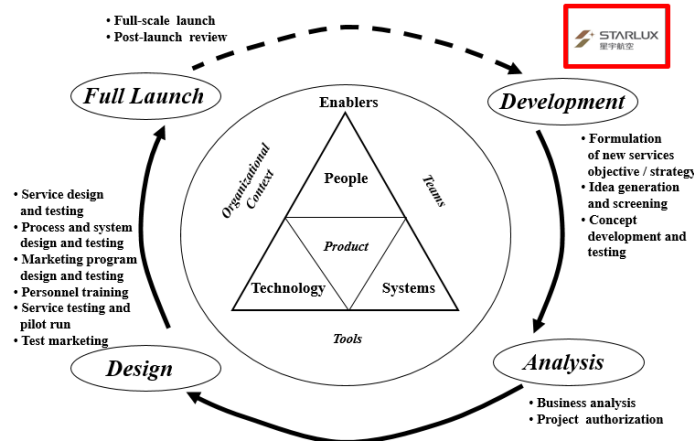 • Full-scale launch
• Post-launch review
STARLUX
星宇航空
Full Launch
Development
Enablers
Organizational
Context
People
Teams
Product
Technology
Systems
Tools
• Formulation
of new services
objective / strategy
• Idea generation
and screening
• Concept
development and
testing
• Service design
and testing
• Process and system
design and testing
• Marketing program
design and testing
• Personnel training
• Service testing and
pilot run
• Test marketing
Design
Analysis
• Business analysis
• Project authorization